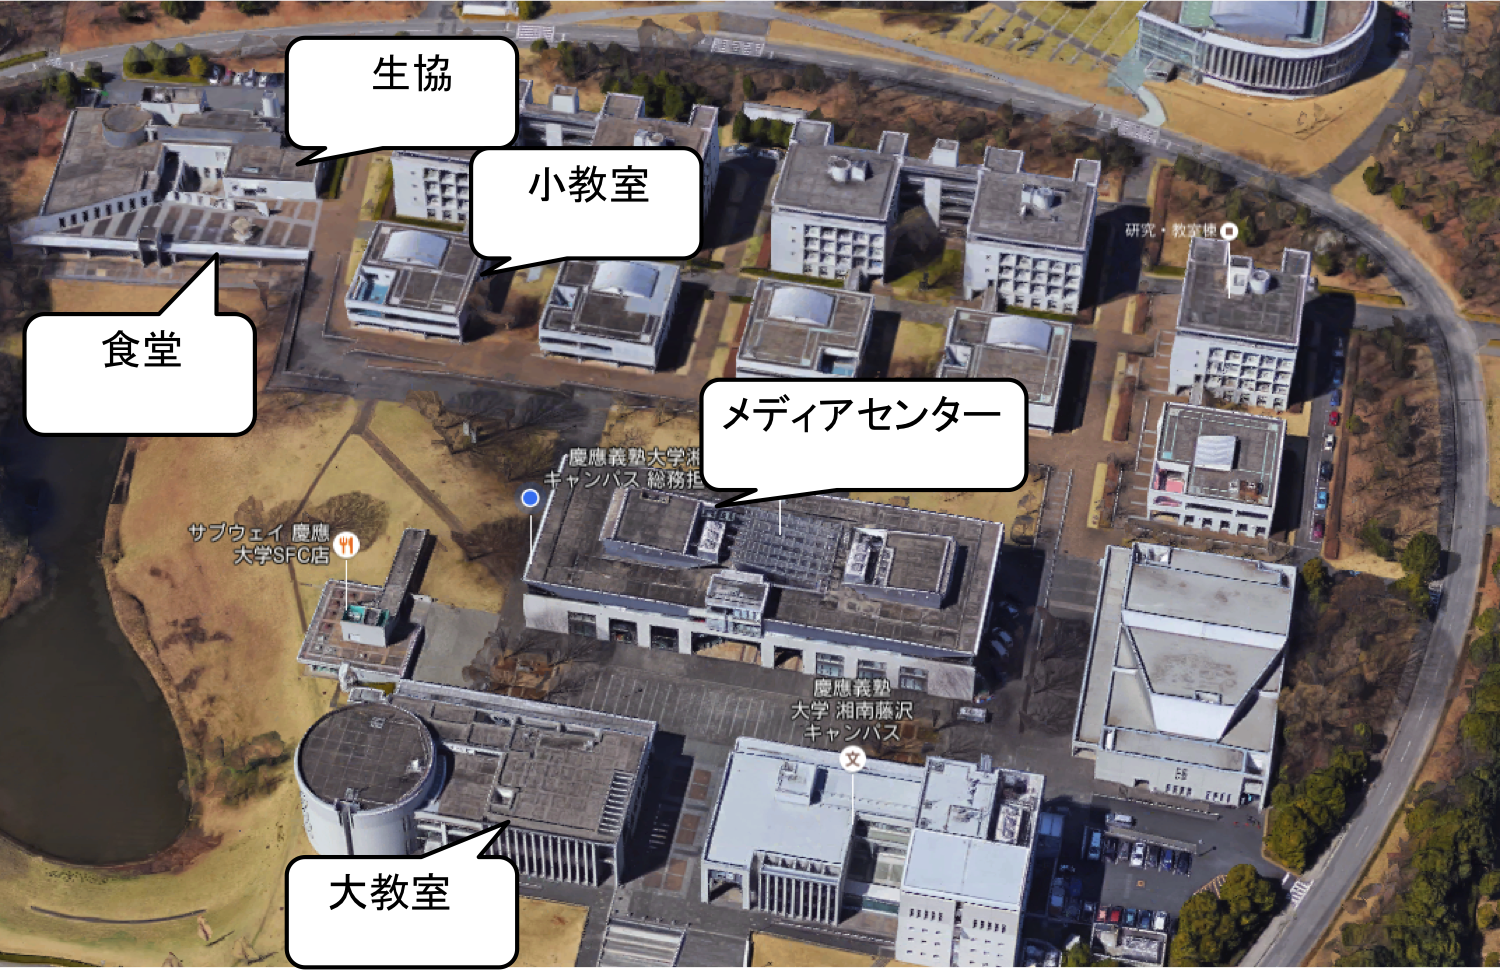 生協
小教室
研究・教室棟
食堂
メディアセンター
慶應義塾大学湘
キャンパス 総務担
サブウェイ 慶應
大学SFC店
慶應義塾
大学 湘南藤沢
キャンパス
文
大教室